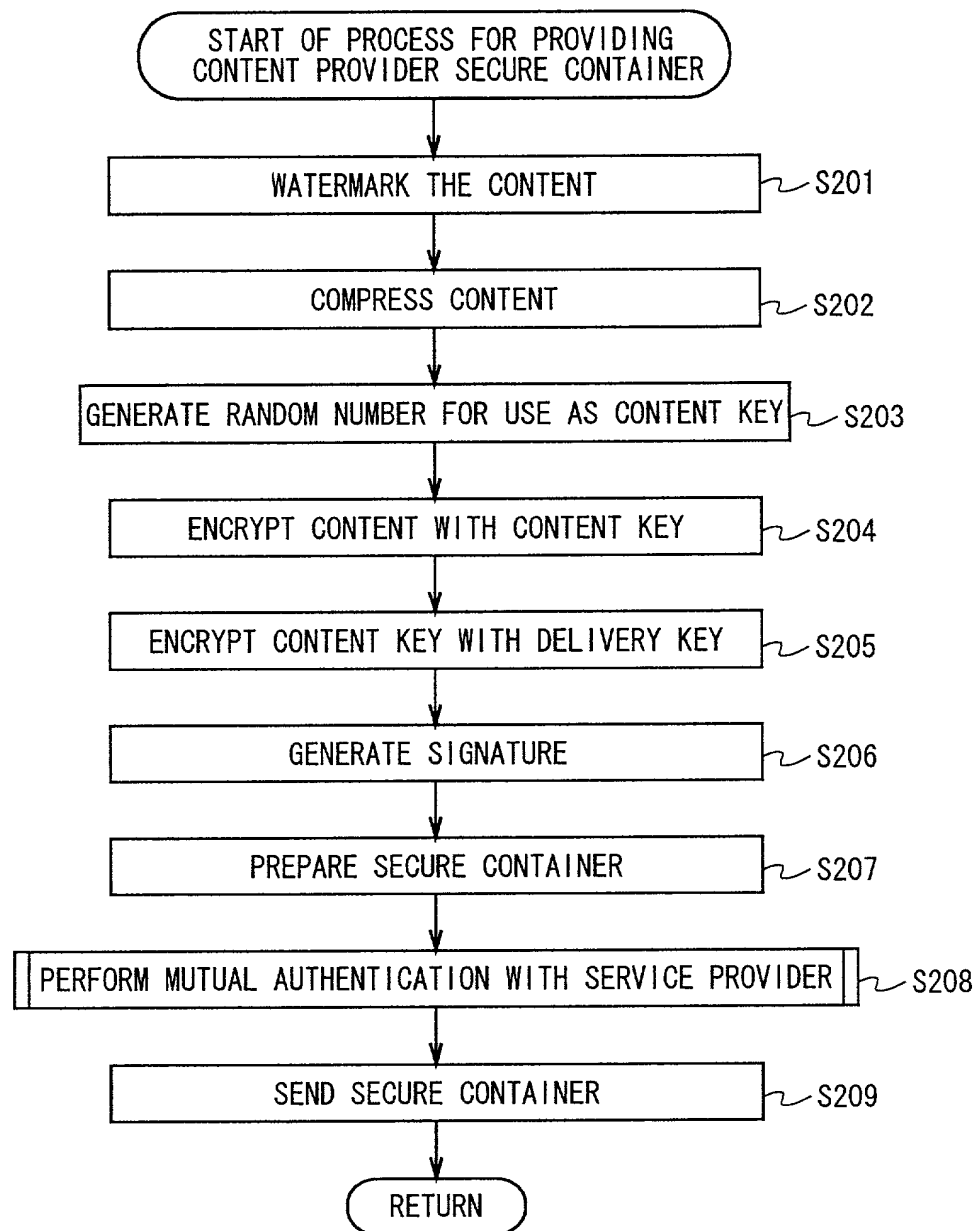 START OF PROCESS FOR PROVIDING
CONTENT PROVIDER SECURE CONTAINER
WATERMARK THE CONTENT
S201
COMPRESS CONTENT
S202
GENERATE RANDOM NUMBER FOR USE AS CONTENT KEY
S203
ENCRYPT CONTENT WITH CONTENT KEY
S204
ENCRYPT CONTENT KEY WITH DELIVERY KEY
S205
GENERATE SIGNATURE
S206
PREPARE SECURE CONTAINER
S207
PERFORM MUTUAL AUTHENTICATION WITH SERVICE PROVIDER
S208
SEND SECURE CONTAINER
S209
RETURN